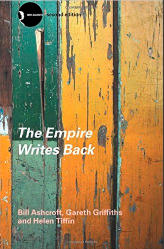 second edition
The Empire
Writes Back
Bill Ashcroft, Gareth Griffiths
and Helen Tiffin